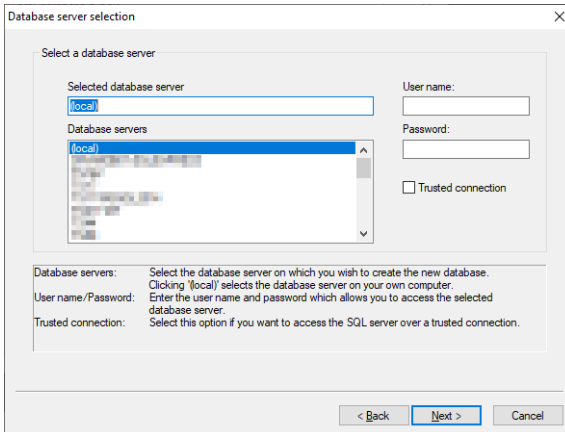 Database server selection
Select a database server
Selected database server
(local)
User name:
Database servers
Password:
(local)
Trusted connection
Database servers: Select the database server on which you wish to create the new database.
Clicking '(local)' selects the database server on your own computer.
User name/Password: Enter the user name and password which allows you to access the selected
database server.
Trusted connection: Select this option if you want to access the SQL server over a trusted connection.
< Back
Next >
Cancel